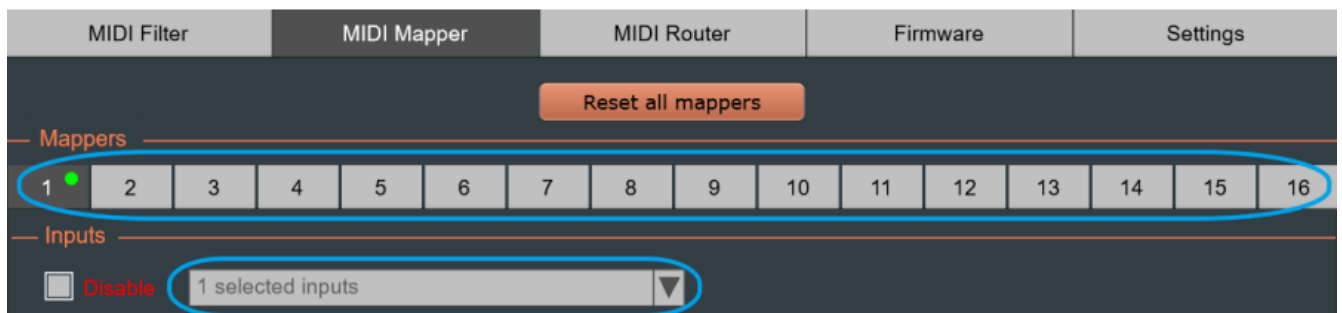 MIDI Filter MIDI Mapper MIDI Router Firmware Settings
Reset all mappers
Mappers
1 2 3 4 5 6 7 8 9 10 11 12 13 14 15 16
Inputs
Disable 1 selected inputs